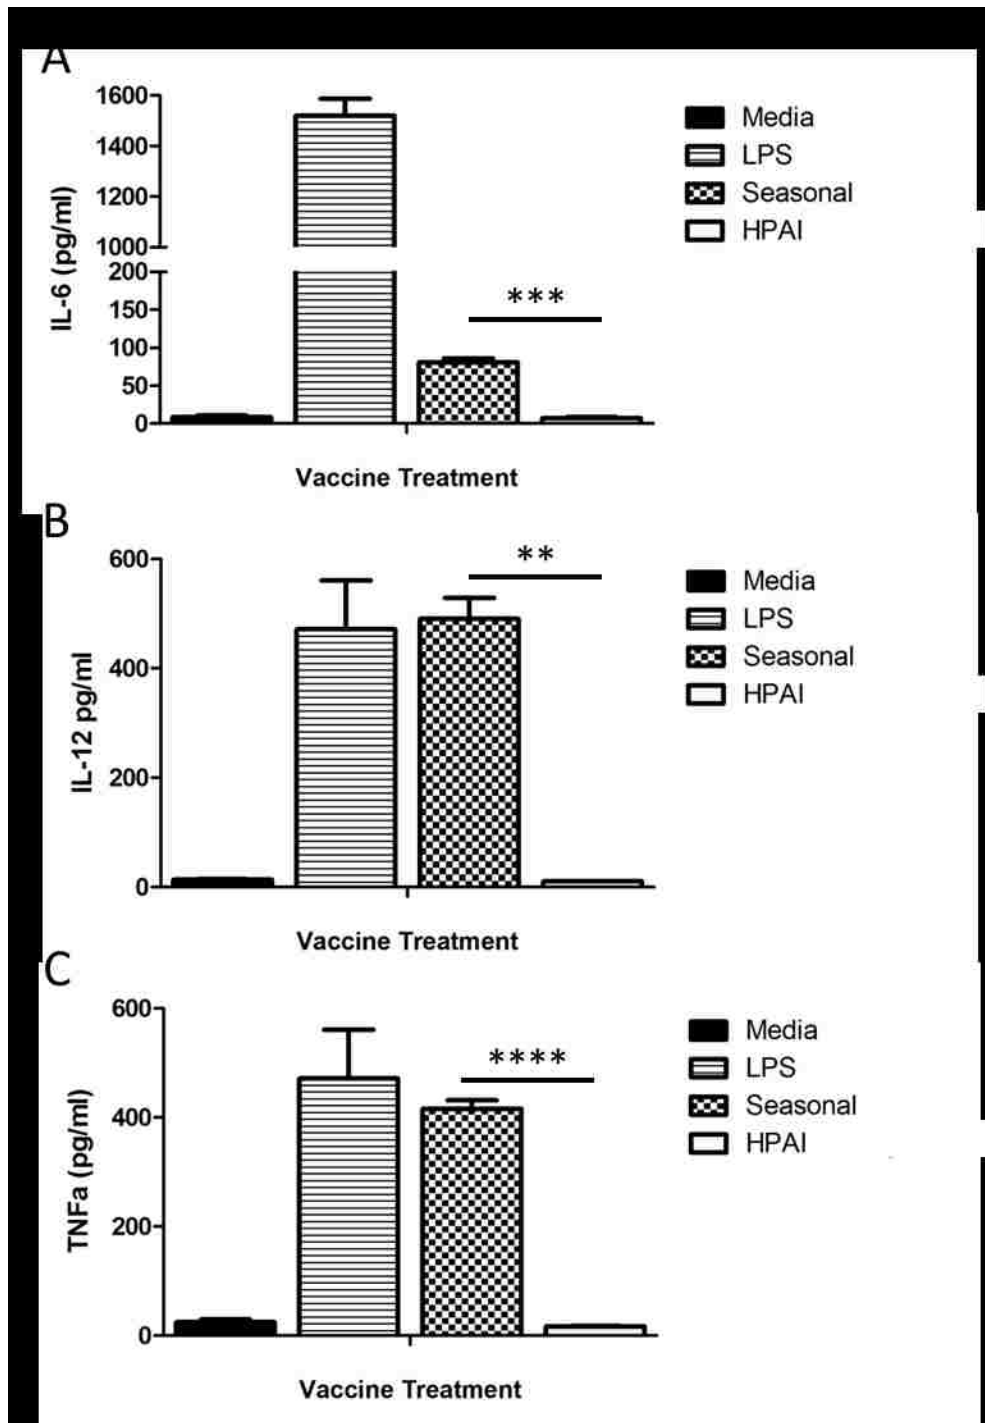 A
1600
1400
1200
1000
200
150
100
50
0
IL-6 (pg/ml)
***
Media
LPS
Seasonal
HPAI
Vaccine Treatment
B
600
400
200
0
IL-12 pg/ml
**
Media
LPS
Seasonal
HPAI
Vaccine Treatment
C
600
400
200
0
TNFa (pg/ml)
****
Media
LPS
Seasonal
HPAI
Vaccine Treatment